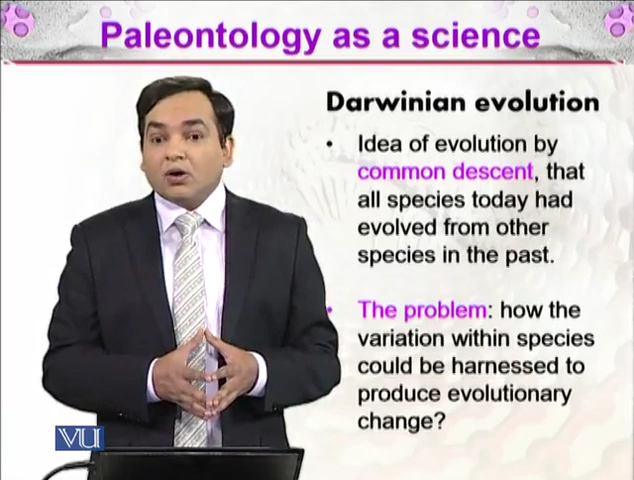 Paleontology as a science
Darwinian evolution
• Idea of evolution by
common descent, that
all species today had
evolved from other
species in the past.
• The problem: how the
variation within species
could be harnessed to
produce evolutionary
change?
VU